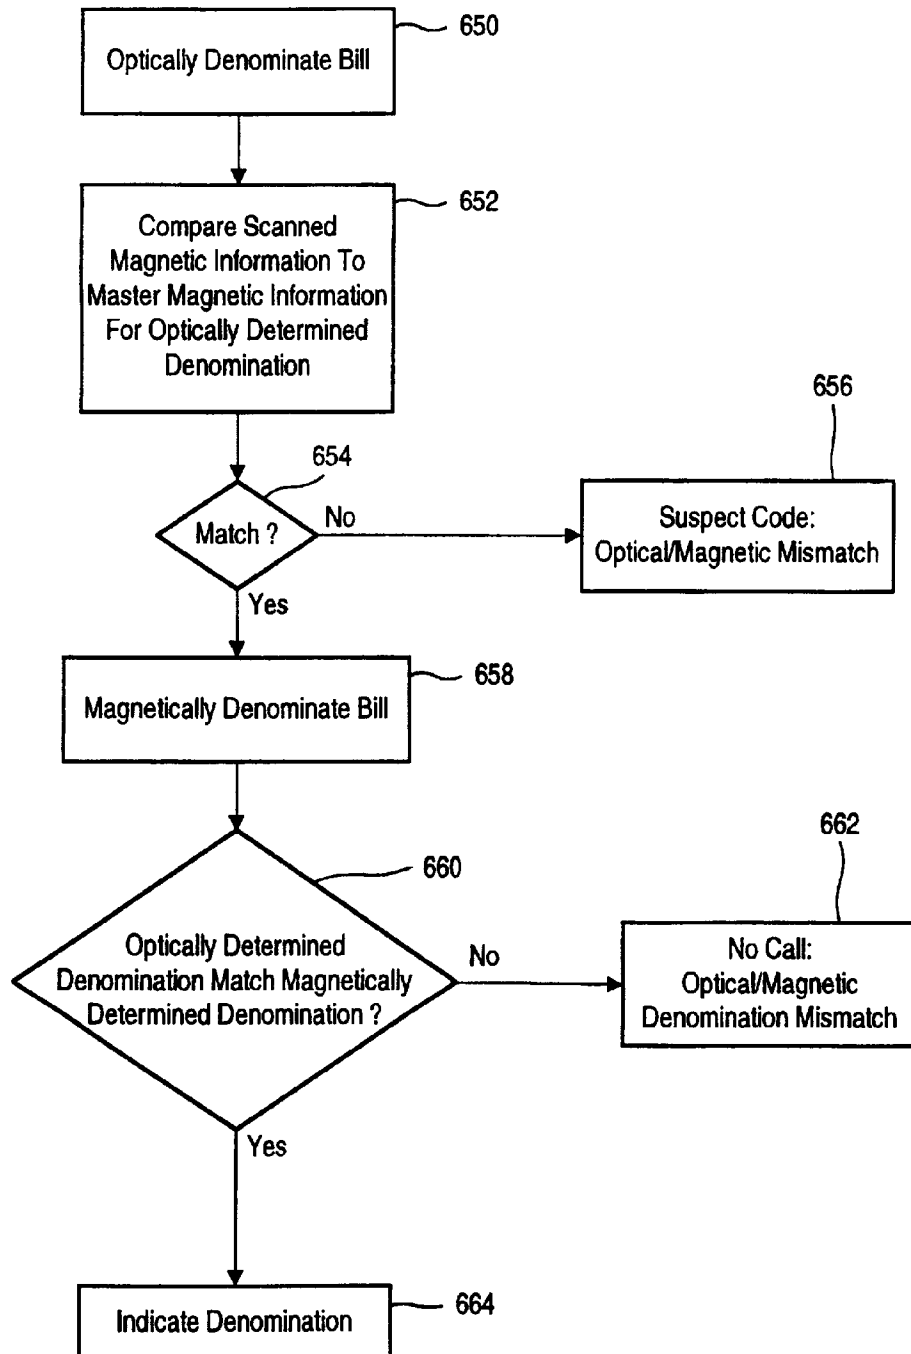 650
Optically Denominate Bill
652
Compare Scanned
Magnetic Information To
Master Magnetic Information
For Optically Determined
Denomination
654
Match ?
No
656
Suspect Code:
Optical/Magnetic Mismatch
Yes
658
Magnetically Denominate Bill
660
Optically Determined
Denomination Match Magnetically
Determined Denomination ?
No
662
No Call:
Optical/Magnetic
Denomination Mismatch
Yes
664
Indicate Denomination